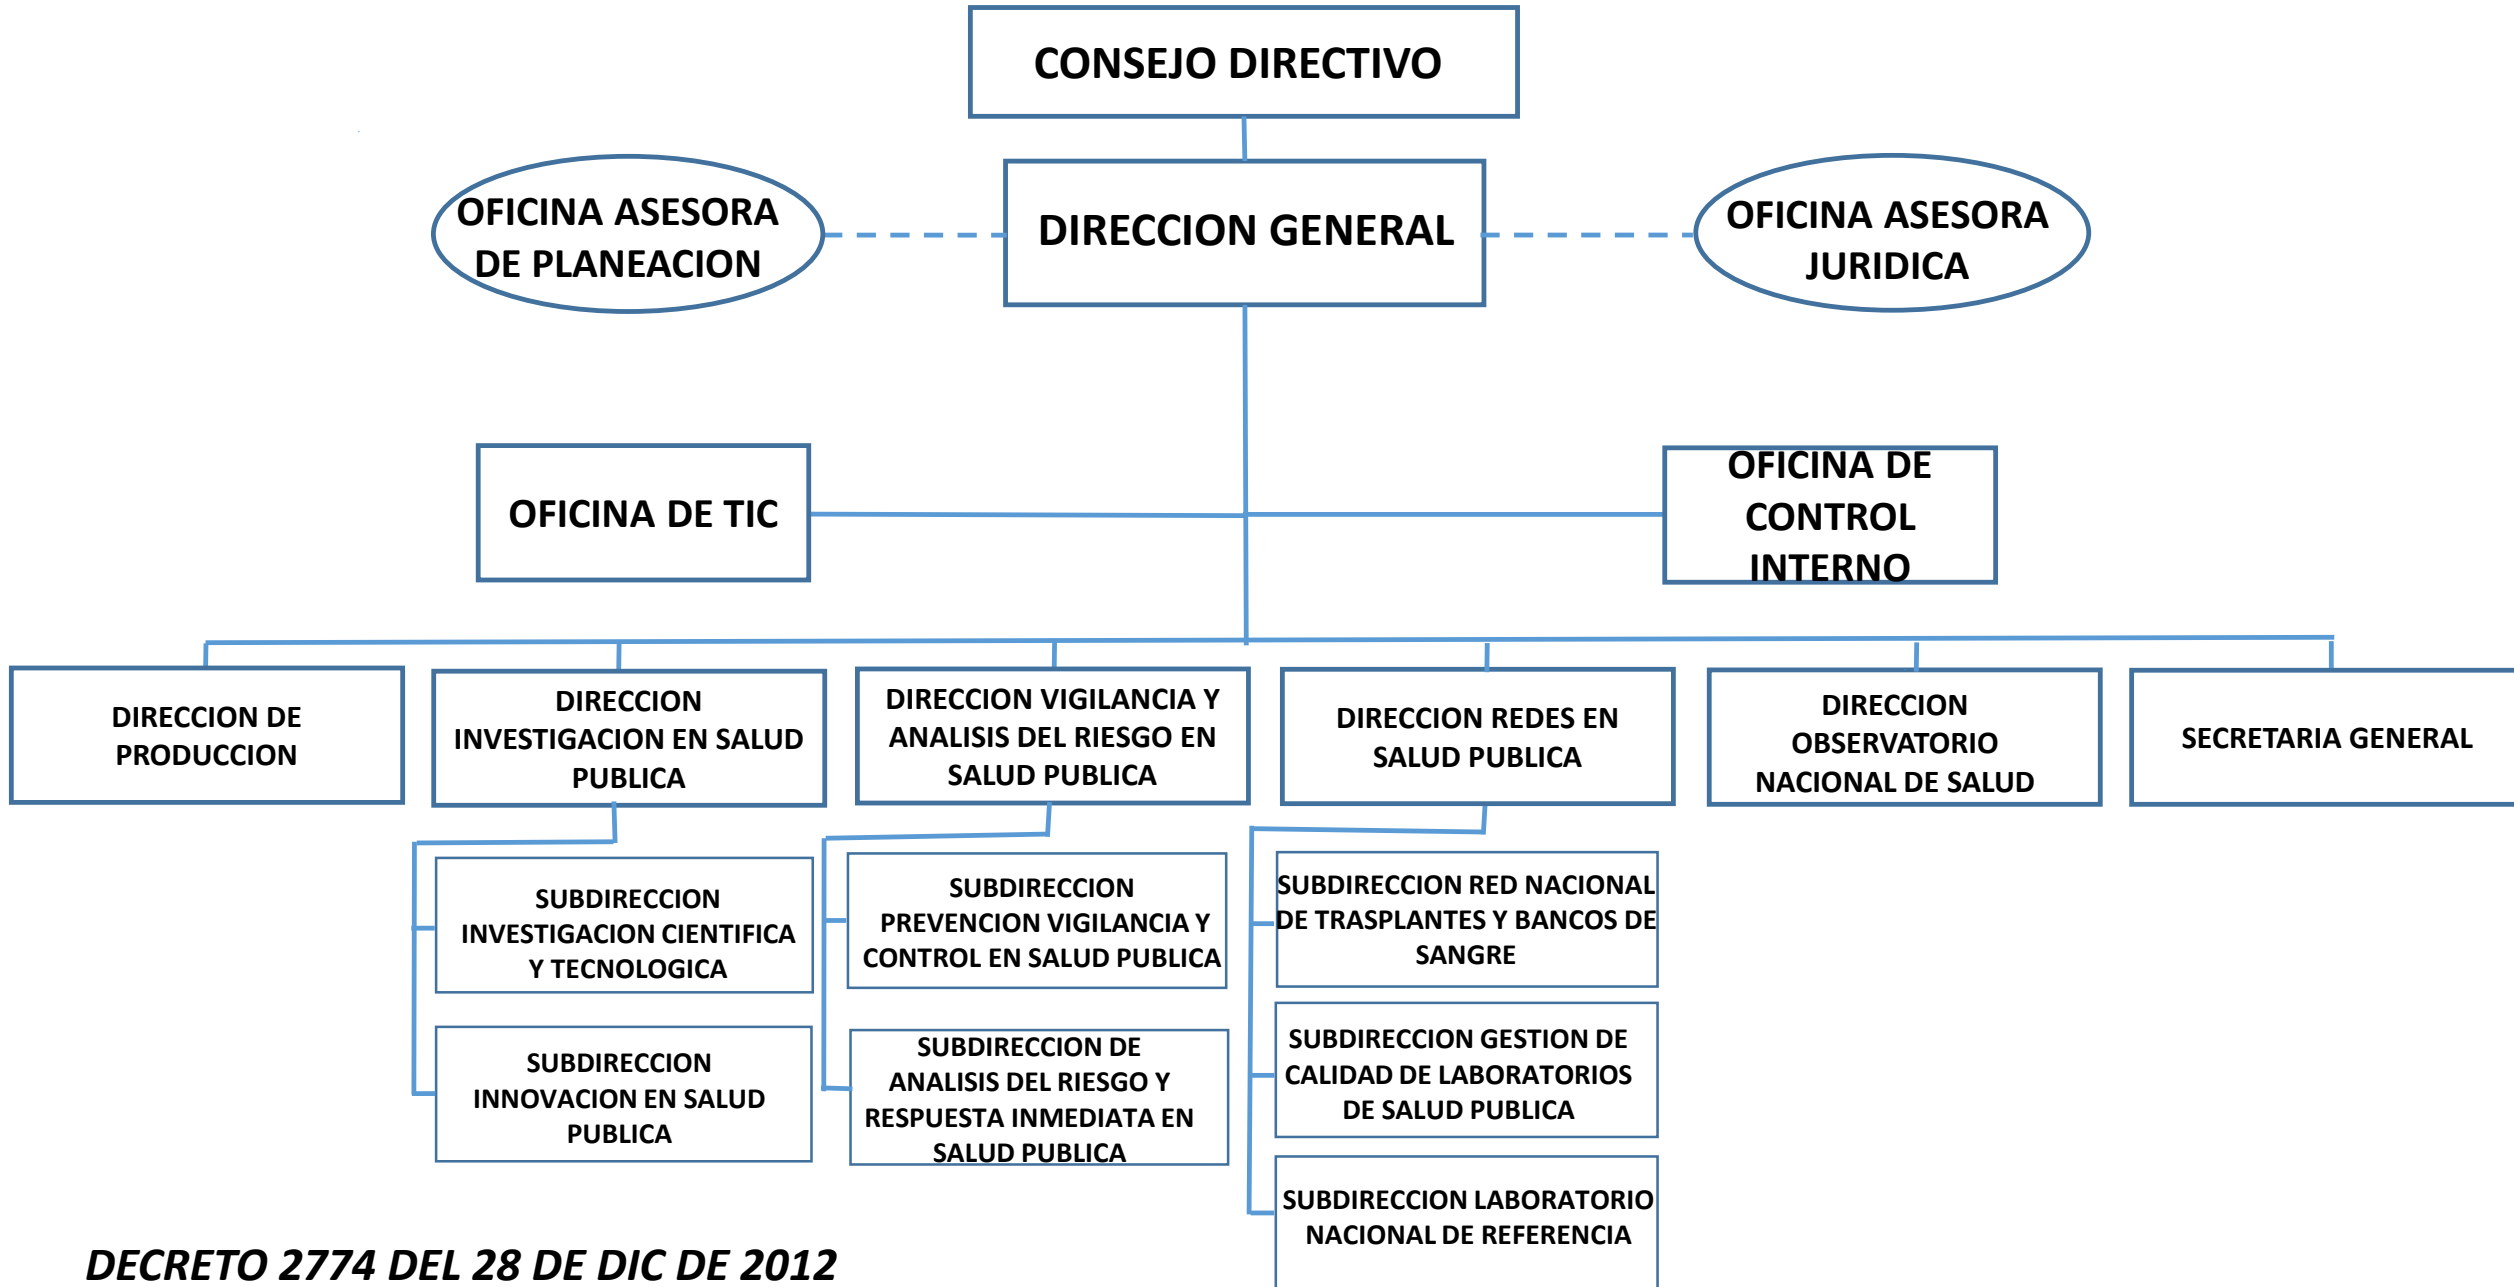 CONSEJO DIRECTIVO
OFICINA ASESORA
DE PLANEACION
DIRECCION GENERAL
OFICINA ASESORA
JURIDICA
OFICINA DE TIC
OFICINA DE
CONTROL
INTERNO
DIRECCION DE
PRODUCCION
DIRECCION
INVESTIGACION EN SALUD
PUBLICA
DIRECCION VIGILANCIA Y
ANALISIS DEL RIESGO EN
SALUD PUBLICA
DIRECCION REDES EN
SALUD PUBLICA
DIRECCION
OBSERVATORIO
NACIONAL DE SALUD
SECRETARIA GENERAL
SUBDIRECCION
INVESTIGACION CIENTIFICA
Y TECNOLOGICA
SUBDIRECCION
INNOVACION EN SALUD
PUBLICA
SUBDIRECCION
PREVENCION VIGILANCIA Y
CONTROL EN SALUD PUBLICA
SUBDIRECCION DE
ANALISIS DEL RIESGO Y
RESPUESTA INMEDIATA EN
SALUD PUBLICA
SUBDIRECCION RED NACIONAL
DE TRASPLANTES Y BANCOS DE
SANGRE
SUBDIRECCION GESTION DE
CALIDAD DE LABORATORIOS
DE SALUD PUBLICA
SUBDIRECCION LABORATORIO
NACIONAL DE REFERENCIA
DECRETO 2774 DEL 28 DE DIC DE 2012